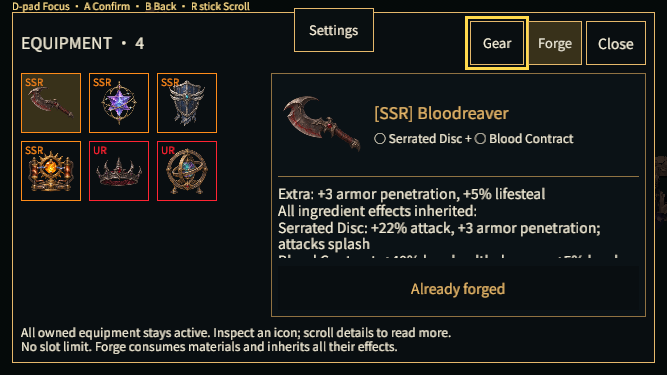 D-pad Focus • A Confirm • B Back • R stick Scroll
Settings
EQUIPMENT • 4
Gear
Forge
Close
SSR
SSR
SSR
SSR
UR
UR
[SSR] Bloodreaver
○ Serrated Disc + ○ Blood Contract
Extra: +3 armor penetration, +5% lifesteal
All ingredient effects inherited:
Serrated Disc: +22% attack, +3 armor penetration;
attacks splash
Already forged
All owned equipment stays active. Inspect an icon; scroll details to read more.
No slot limit. Forge consumes materials and inherits all their effects.